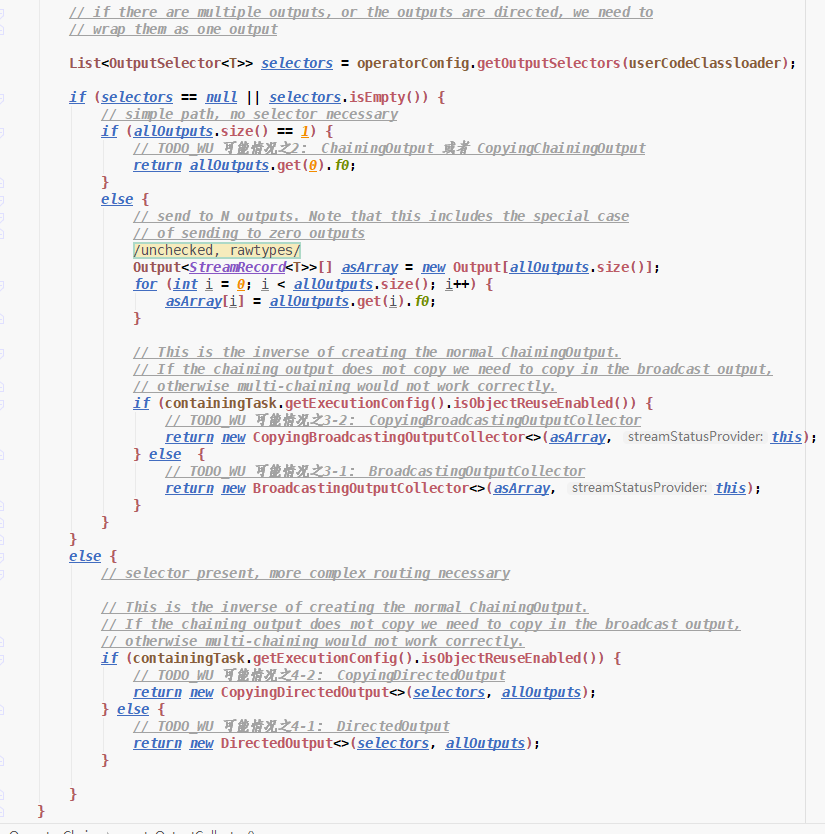 // if there are multiple outputs, or the outputs are directed, we need to
// wrap them as one output
List<OutputSelector<T>> selectors = operatorConfig.getOutputSelectors(userCodeClassloader);
if (selectors == null || selectors.isEmpty()) {
// simple path, no selector necessary
if (allOutputs.size() == 1) {
// TODO_WU 可能情况之2: ChainingOutput 或者 CopyingChainingOutput
return allOutputs.get(0).f0;
}
else {
// send to N outputs. Note that this includes the special case
// of sending to zero outputs
/unchecked, rawtypes/
Output<StreamRecord<T>>[] asArray = new Output[allOutputs.size()];
for (int i = 0; i < allOutputs.size(); i++) {
asArray[i] = allOutputs.get(i).f0;
}
// This is the inverse of creating the normal ChainingOutput.
// If the chaining output does not copy we need to copy in the broadcast output,
// otherwise multi-chaining would not work correctly.
if (containingTask.getExecutionConfig().isObjectReuseEnabled()) {
// TODO_WU 可能情况之3-2: CopyingBroadcastingOutputCollector
return new CopyingBroadcastingOutputCollector<>(asArray, streamStatusProvider: this);
} else {
// TODO_WU 可能情况之3-1: BroadcastingOutputCollector
return new BroadcastingOutputCollector<>(asArray, streamStatusProvider: this);
}
}
}
else {
// selector present, more complex routing necessary
// This is the inverse of creating the normal ChainingOutput.
// If the chaining output does not copy we need to copy in the broadcast output,
// otherwise multi-chaining would not work correctly.
if (containingTask.getExecutionConfig().isObjectReuseEnabled()) {
// TODO_WU 可能情况之4-2: CopyingDirectedOutput
return new CopyingDirectedOutput<>(selectors, allOutputs);
} else {
// TODO_WU 可能情况之4-1: DirectedOutput
return new DirectedOutput<>(selectors, allOutputs);
}
}
}